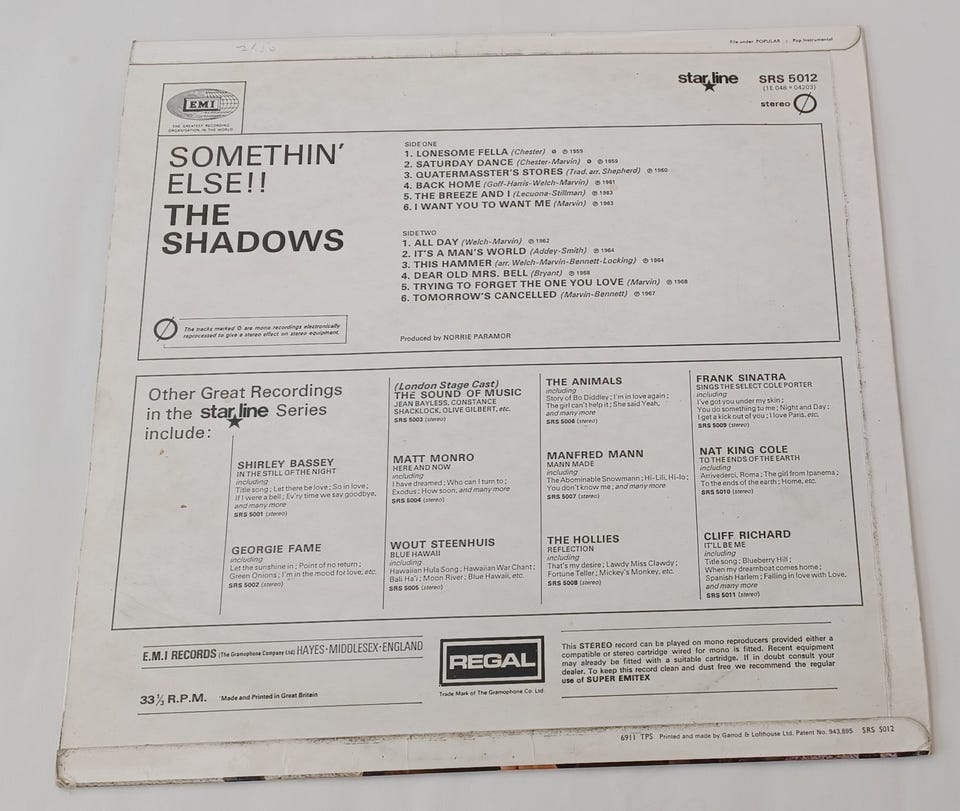 File under POPULAR : Pop Instrumental
star line SRS 5012
(1E 048 • 04203)
stereo
EMI
THE GREATEST RECORDING
ORGANISATION IN THE WORLD
SOMETHIN'
ELSE!!
THE
SHADOWS
SIDE ONE
1. LONESOME FELLA (Chester) ℗ 1959
2. SATURDAY DANCE (Chester-Marvin) ℗ 1959
3. QUATERMASSTER'S STORES (Trad. arr. Shepherd) ℗ 1960
4. BACK HOME (Goff-Harris-Welch-Marvin) ℗ 1961
5. THE BREEZE AND I (Lecuona-Stillman) ℗ 1963
6. I WANT YOU TO WANT ME (Marvin) ℗ 1963
SIDE TWO
1. ALL DAY (Welch-Marvin) ℗ 1962
2. IT'S A MAN'S WORLD (Addey-Smith) ℗ 1964
3. THIS HAMMER (arr. Welch-Marvin-Bennett-Locking) ℗ 1964
4. DEAR OLD MRS. BELL (Bryant) ℗ 1968
5. TRYING TO FORGET THE ONE YOU LOVE (Marvin) ℗ 1968
6. TOMORROW'S CANCELLED (Marvin-Bennett) ℗ 1967
The tracks marked are mono recordings electronically
reprocessed to give a stereo effect on stereo equipment.
Produced by NORRIE PARAMOR
Other Great Recordings
in the star line Series
include:
SHIRLEY BASSEY
IN THE STILL OF THE NIGHT
including
Title song ; Let there be love ; So in love ;
If I were a bell ; Ev'ry time we say goodbye,
and many more
SRS 5001 (stereo)
GEORGIE FAME
including
Let the sunshine in ; Point of no return ;
Green Onions ; I'm in the mood for love, etc.
SRS 5002 (stereo)
(London Stage Cast)
THE SOUND OF MUSIC
JEAN BAYLESS, CONSTANCE
SHACKLOCK, OLIVE GILBERT, etc.
SRS 5003 (stereo)
MATT MONRO
HERE AND NOW
including
I have dreamed ; Who can I turn to ;
Exodus ; How soon, and many more
SRS 5004 (stereo)
WOUT STEENHUIS
BLUE HAWAII
including
Hawaiian Hula Song ; Hawaiian War Chant ;
Bali Ha'i ; Moon River ; Blue Hawaii, etc.
SRS 5005 (stereo)
THE ANIMALS
including
Story of Bo Diddley ; I'm in love again ;
The girl can't help it ; She said Yeah,
and many more
SRS 5006 (stereo)
MANFRED MANN
MANN MADE
including
The Abominable Snowmann ; Hi-Lili, Hi-lo ;
You don't know me ; and many more
SRS 5007 (stereo)
THE HOLLIES
REFLECTION
including
That's my desire ; Lawdy Miss Clawdy ;
Fortune Teller ; Mickey's Monkey, etc.
SRS 5008 (stereo)
FRANK SINATRA
SINGS THE SELECT COLE PORTER
including
I've got you under my skin ;
You do something to me ; Night and Day ;
I get a kick out of you ; I love Paris, etc.
SRS 5009 (stereo)
NAT KING COLE
TO THE ENDS OF THE EARTH
including
Arrivederci, Roma ; The girl from Ipanema ;
To the ends of the earth ; Home, etc.
SRS 5010 (stereo)
CLIFF RICHARD
IT'LL BE ME
including
Title song ; Blueberry Hill ;
When my dreamboat comes home ;
Spanish Harlem ; Falling in love with Love,
and many more
SRS 5011 (stereo)
E.M.I RECORDS (The Gramophone Company Ltd) HAYES·MIDDLESEX·ENGLAND
33⅓ R.P.M. Made and Printed in Great Britain
REGAL
Trade Mark of The Gramophone Co. Ltd.
This STEREO record can be played on mono reproducers provided either a
compatible or stereo cartridge wired for mono is fitted. Recent equipment
may already be fitted with a suitable cartridge. If in doubt consult your
dealer. To keep this record clean and dust free we recommend the regular
use of SUPER EMITEX
6911 TPS Printed and made by Garrod & Lofthouse Ltd. Patent No. 943,895 SRS 5012